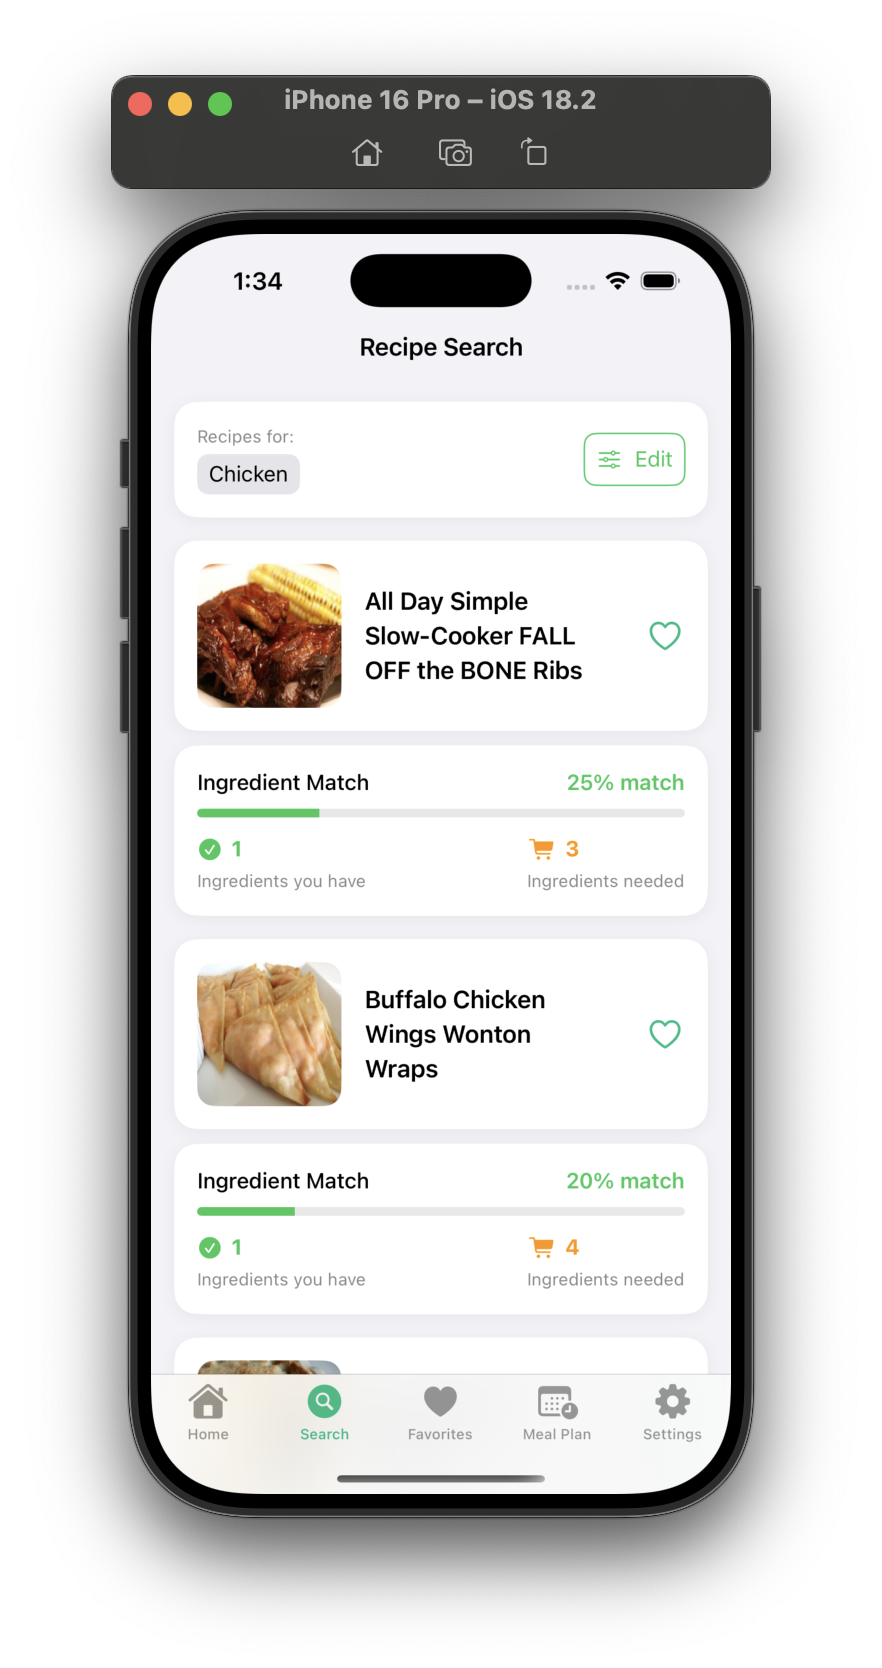 iPhone 16 Pro – iOS 18.2
1:34
Recipe Search
Recipes for:
Chicken
Edit
All Day Simple
Slow-Cooker FALL
OFF the BONE Ribs
Ingredient Match
25% match
1
3
Ingredients you have
Ingredients needed
Buffalo Chicken
Wings Wonton
Wraps
Ingredient Match
20% match
1
4
Ingredients you have
Ingredients needed
Home
Search
Favorites
Meal Plan
Settings